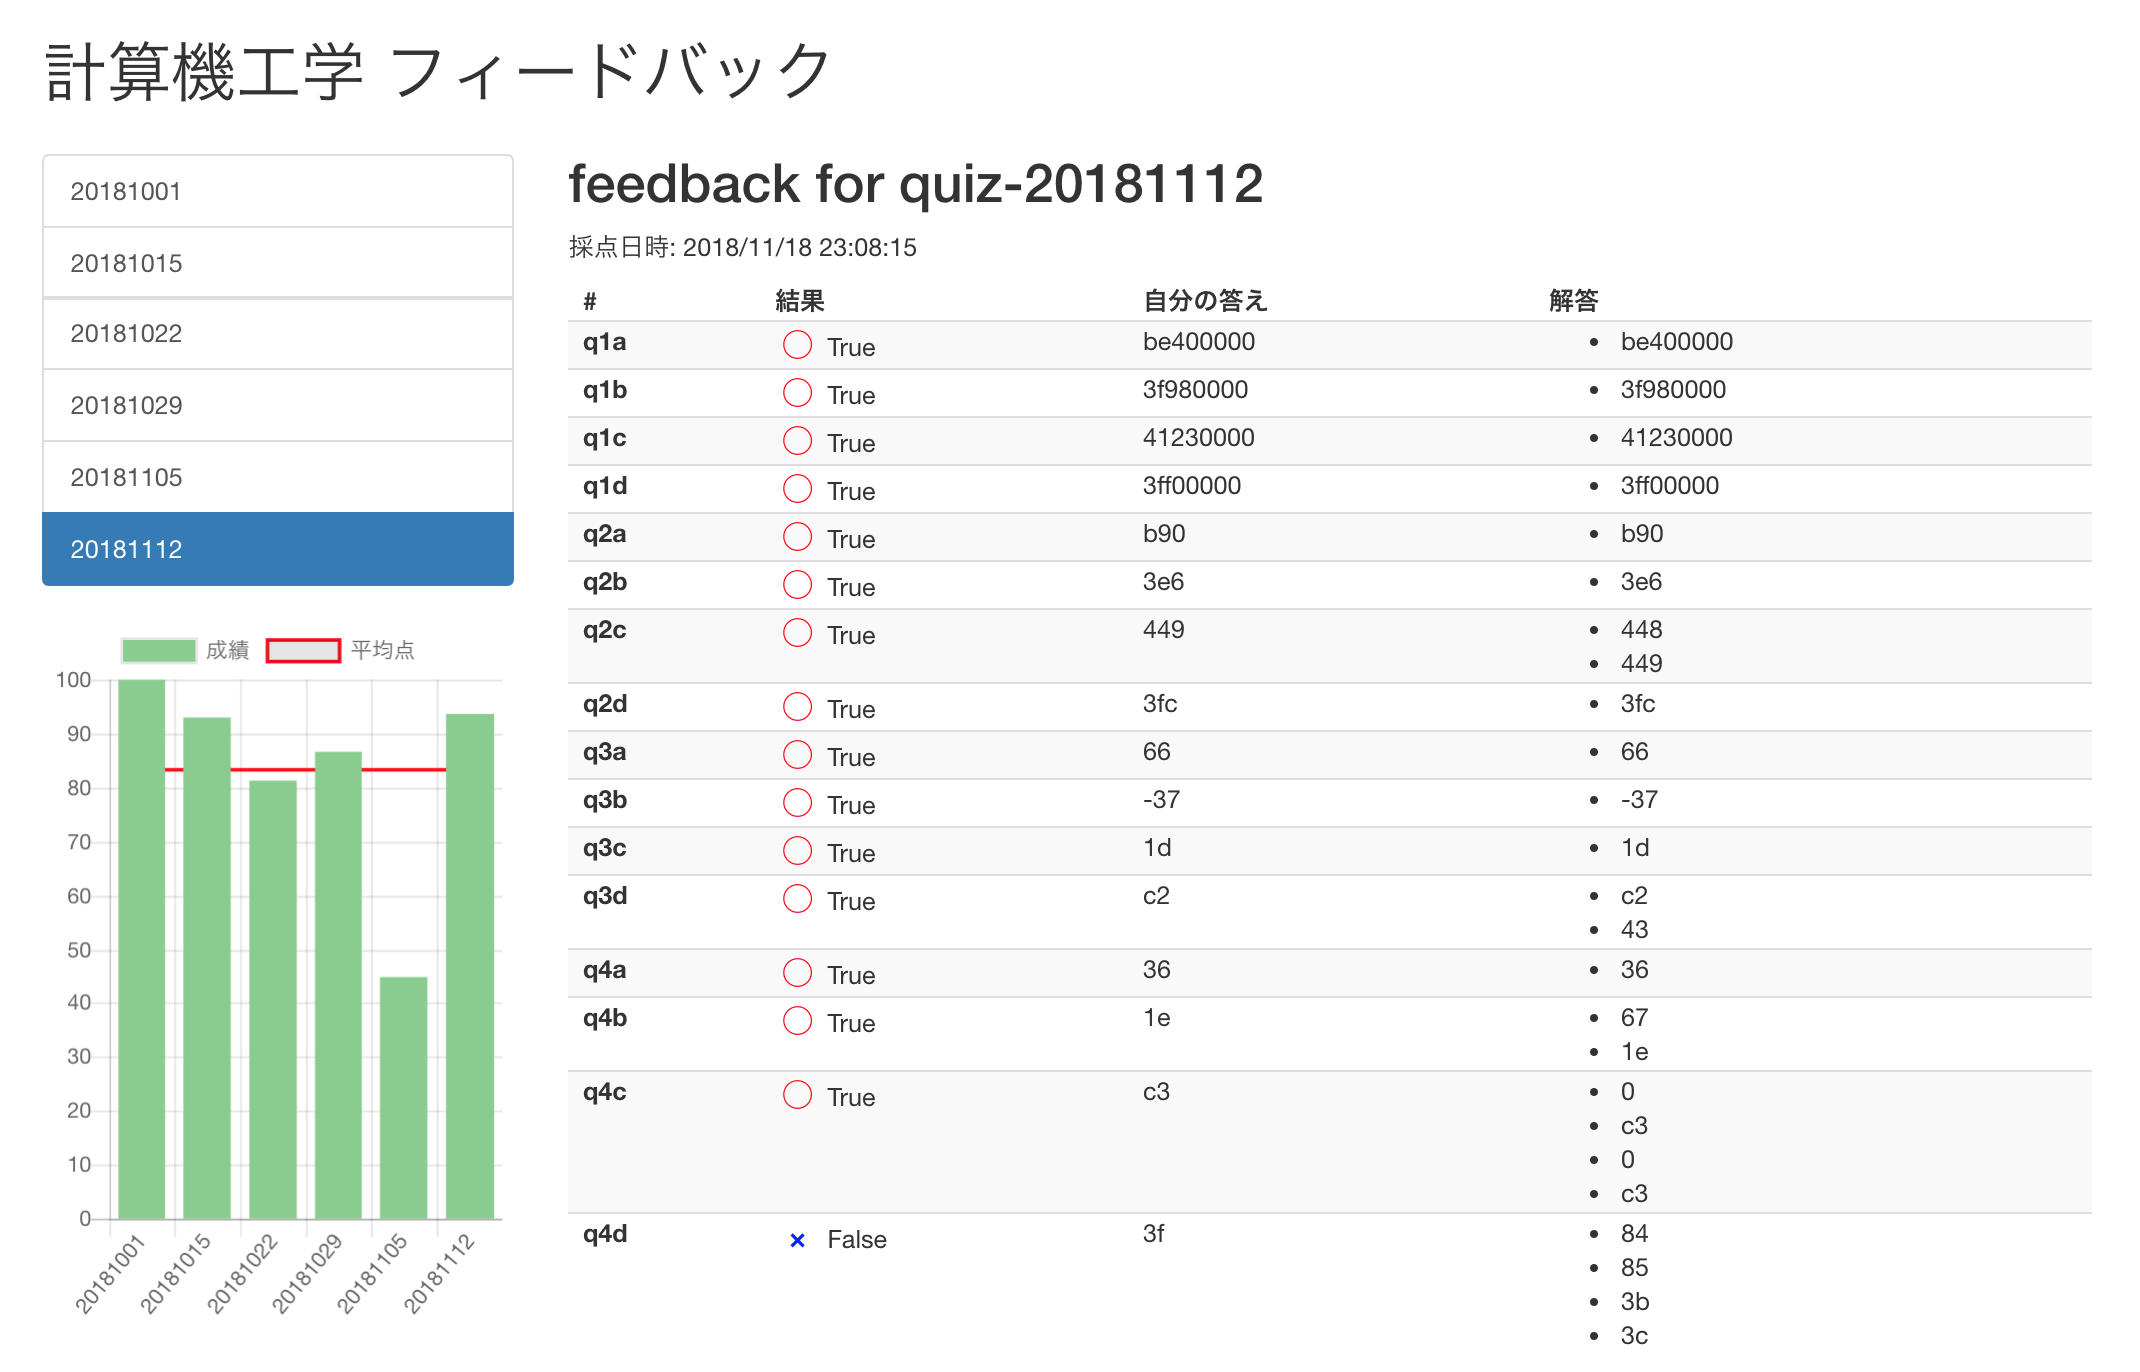 計算機工学 フィードバック
20181001
20181015
20181022
20181029
20181105
20181112
成績 平均点
100
90
80
70
60
50
40
30
20
10
0
20181001 20181015 20181022 20181029 20181105 20181112
feedback for quiz-20181112
採点日時: 2018/11/18 23:08:15
# 結果 自分の答え 解答
q1a True be400000 • be400000
q1b True 3f980000 • 3f980000
q1c True 41230000 • 41230000
q1d True 3ff00000 • 3ff00000
q2a True b90 • b90
q2b True 3e6 • 3e6
q2c True 449 • 448
• 449
q2d True 3fc • 3fc
q3a True 66 • 66
q3b True -37 • -37
q3c True 1d • 1d
q3d True c2 • c2
• 43
q4a True 36 • 36
q4b True 1e • 67
• 1e
q4c True c3 • 0
• c3
• 0
• c3
q4d × False 3f • 84
• 85
• 3b
• 3c